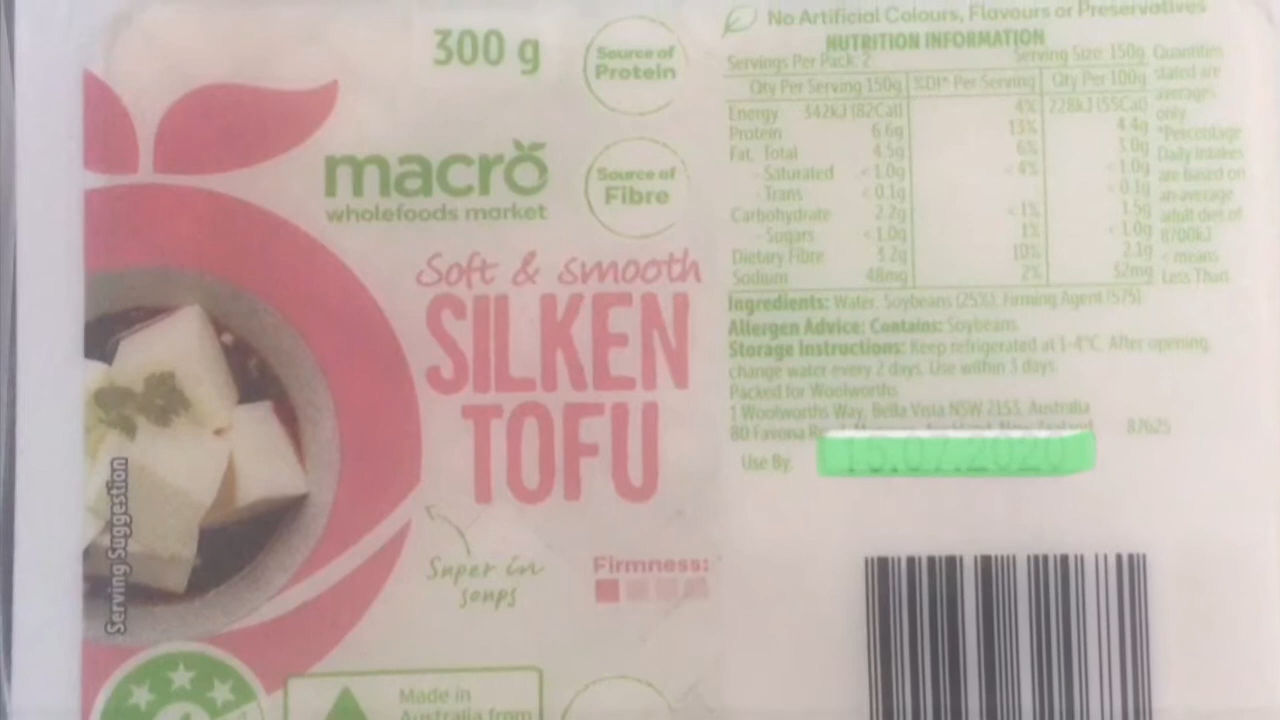 300 g
Source of
Protein
macro
wholefoods market
Source of
Fibre
Soft & smooth
SILKEN
TOFU
Super in
soups
Firmness:
Serving Suggestion
Made in
Australia from
No Artificial Colours, Flavours or Preservatives
NUTRITION INFORMATION
Servings Per Pack: 2 Serving Size: 150g
Qty Per Serving 150g %DI* Per Serving Qty Per 100g
Energy 342kJ (82Cal) 4% 228kJ (55Cal)
Protein 6.6g 13% 4.4g
Fat, Total 4.5g 6% 3.0g
- Saturated <1.0g <4% <1.0g
- Trans <0.1g <0.1g
Carbohydrate 2.2g <1% 1.5g
- Sugars <1.0g 1% <1.0g
Dietary Fibre 3.2g 10% 2.1g
Sodium 48mg 2% 32mg
Quantities
stated are
averages
only
*Percentage
Daily Intakes
are based on
an average
adult diet of
8700kJ
< means
Less Than
Ingredients: Water, Soybeans (25%), Firming Agent (575)
Allergen Advice: Contains: Soybeans.
Storage Instructions: Keep refrigerated at 1-4°C. After opening,
change water every 2 days. Use within 3 days.
Packed for Woolworths
1 Woolworths Way, Bella Vista NSW 2153, Australia
80 Favona New Zealand 87625
Use By: 15.07.2020